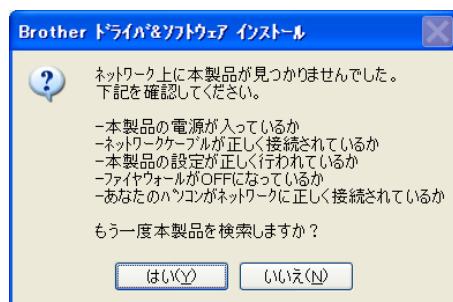 Brother ﾄﾞﾗｲﾊﾞ&ｿﾌﾄｳｪｱ ｲﾝｽﾄｰﾙ
ネットワーク上に本製品が見つかりませんでした。
下記を確認してください。
-本製品の電源が入っているか
-ネットワークケーブルが正しく接続されているか
-本製品の設定が正しく行われているか
-ファイヤウォールがOFFになっているか
-あなたのパソコンがネットワークに正しく接続されているか
もう一度本製品を検索しますか？
はい(Y)
いいえ(N)